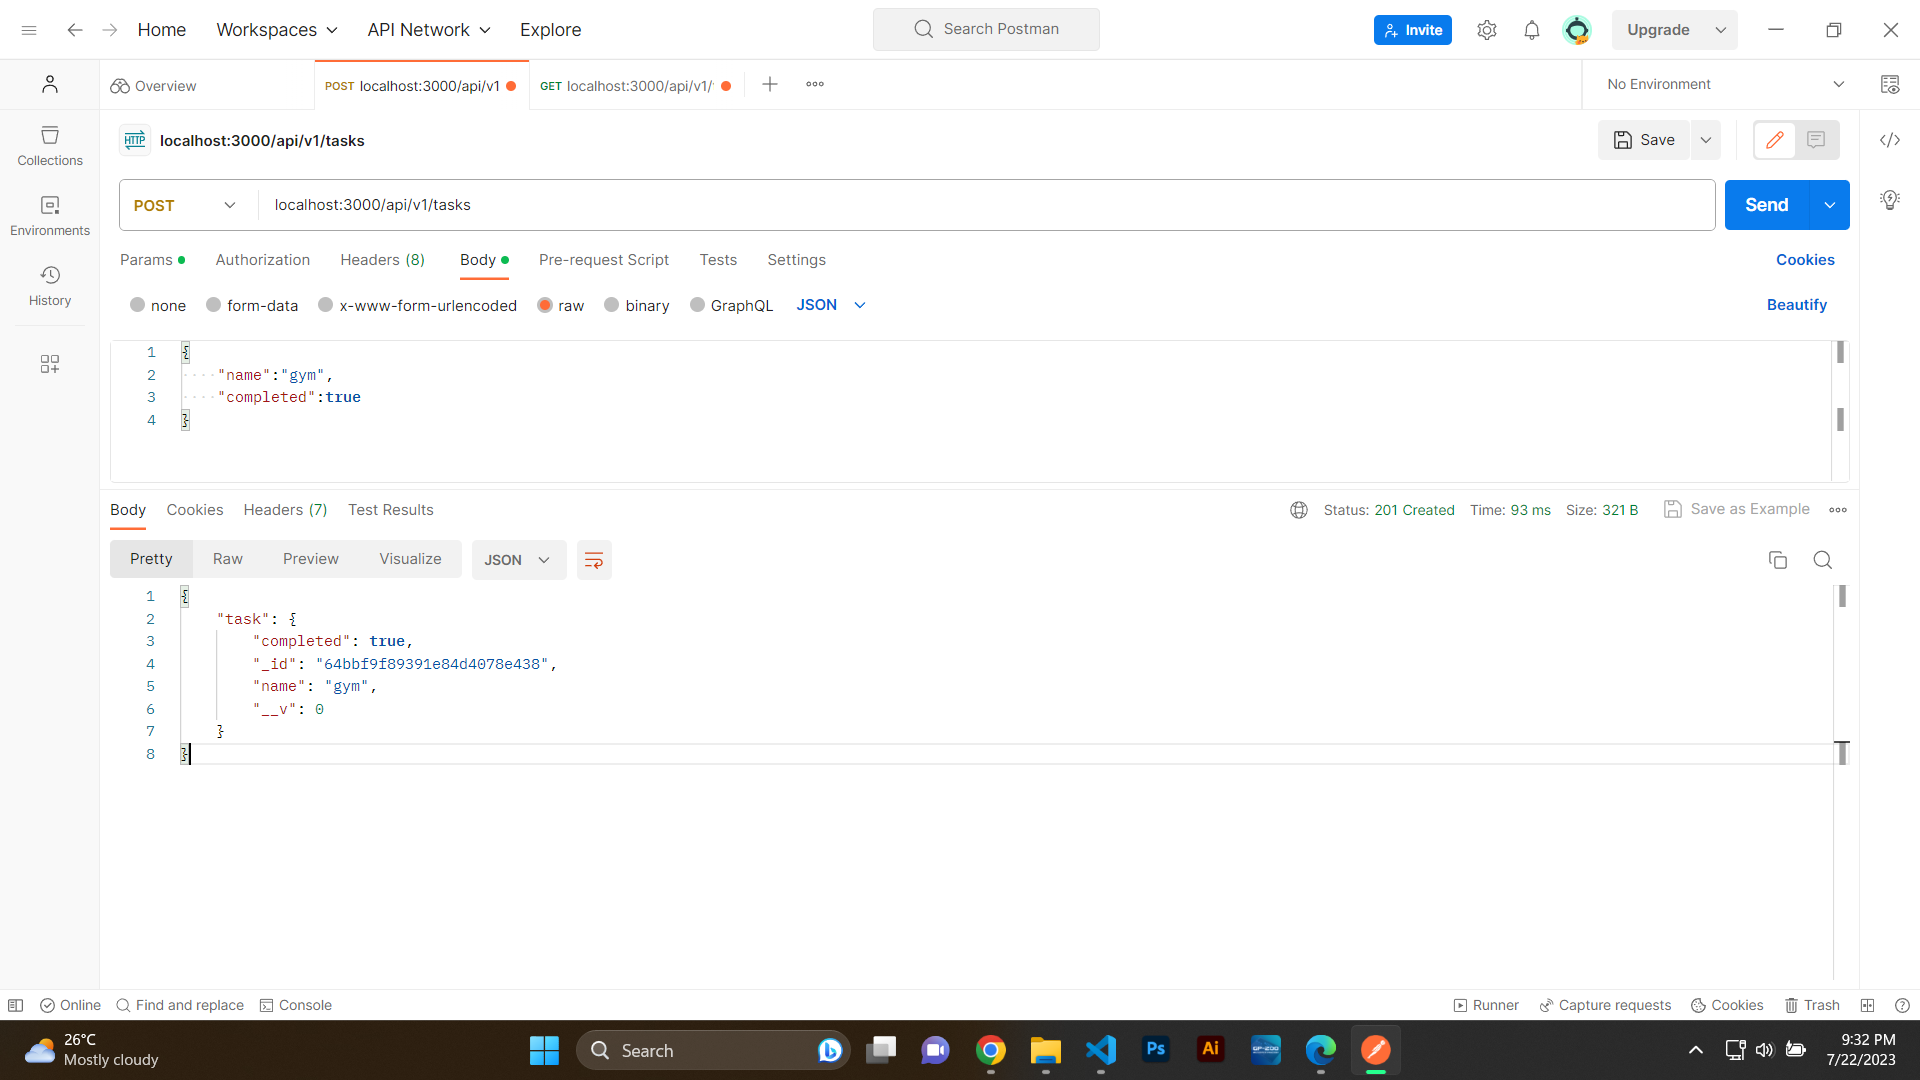 Home Workspaces API Network Explore Search Postman Invite Upgrade
Overview POST localhost:3000/api/v1 GET localhost:3000/api/v1/ No Environment
HTTP localhost:3000/api/v1/tasks Save
Collections
Environments
History
POST localhost:3000/api/v1/tasks Send
Params Authorization Headers (8) Body Pre-request Script Tests Settings Cookies
none form-data x-www-form-urlencoded raw binary GraphQL JSON Beautify
1 {
2 "name":"gym",
3 "completed":true
4 }
Body Cookies Headers (7) Test Results Status: 201 Created Time: 93 ms Size: 321 B Save as Example
Pretty Raw Preview Visualize JSON
1 {
2 "task": {
3 "completed": true,
4 "_id": "64bbf9f89391e84d4078e438",
5 "name": "gym",
6 "__v": 0
7 }
8 }
Online Find and replace Console Runner Capture requests Cookies Trash
26°C
Mostly cloudy
Search
Ps
Ai
9:32 PM
7/22/2023